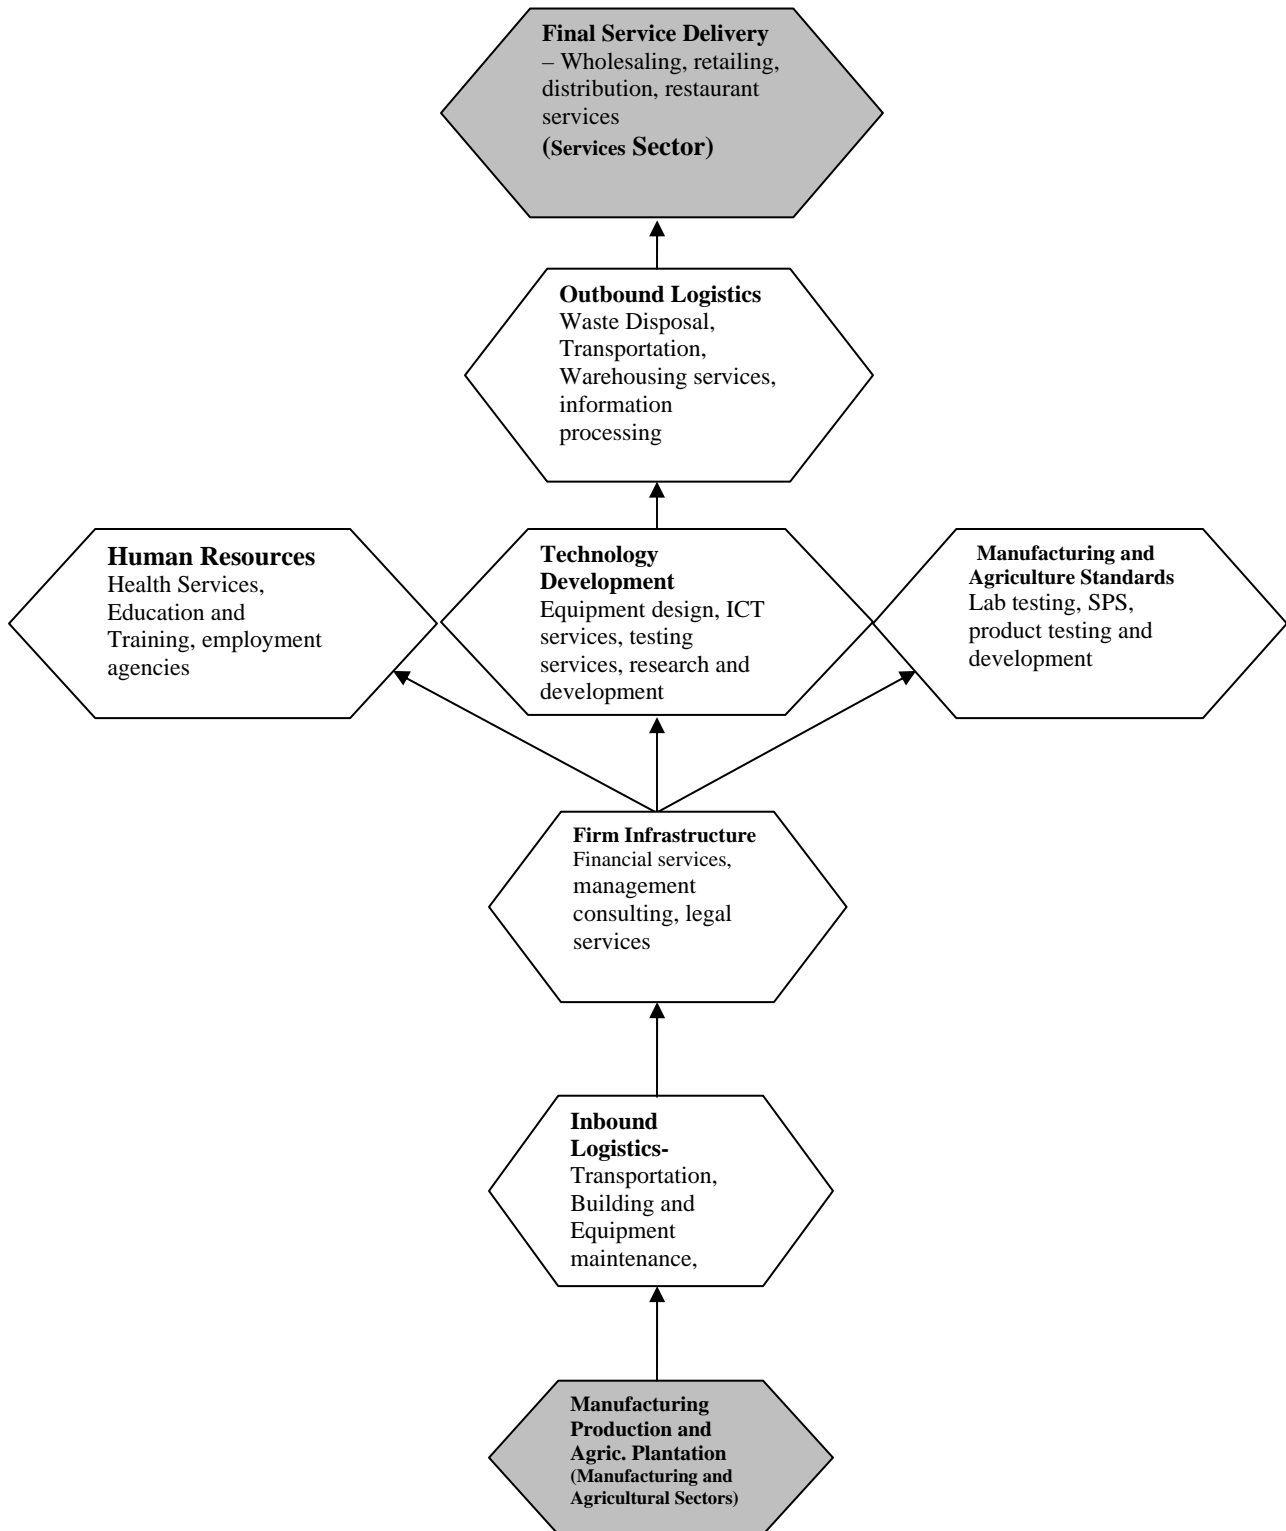 Final Service Delivery
– Wholesaling, retailing,
distribution, restaurant
services
(Services Sector)
Outbound Logistics
Waste Disposal,
Transportation,
Warehousing services,
information
processing
Human Resources
Health Services,
Education and
Training, employment
agencies
Technology
Development
Equipment design, ICT
services, testing
services, research and
development
Manufacturing and
Agriculture Standards
Lab testing, SPS,
product testing and
development
Firm Infrastructure
Financial services,
management
consulting, legal
services
Inbound
Logistics-
Transportation,
Building and
Equipment
maintenance,
Manufacturing
Production and
Agric. Plantation
(Manufacturing and
Agricultural Sectors)